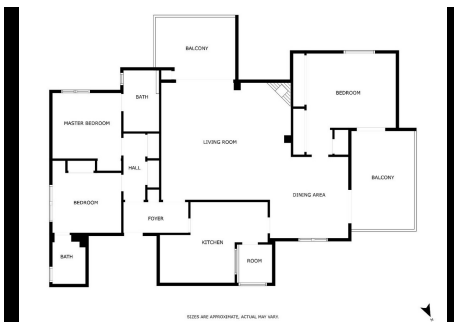 BALCONY
BATH
BEDROOM
MASTER BEDROOM
LIVING ROOM
HALL
BALCONY
DINING AREA
BEDROOM
FOYER
KITCHEN
BATH
ROOM
SIZES ARE APPROXIMATE, ACTUAL MAY VARY.